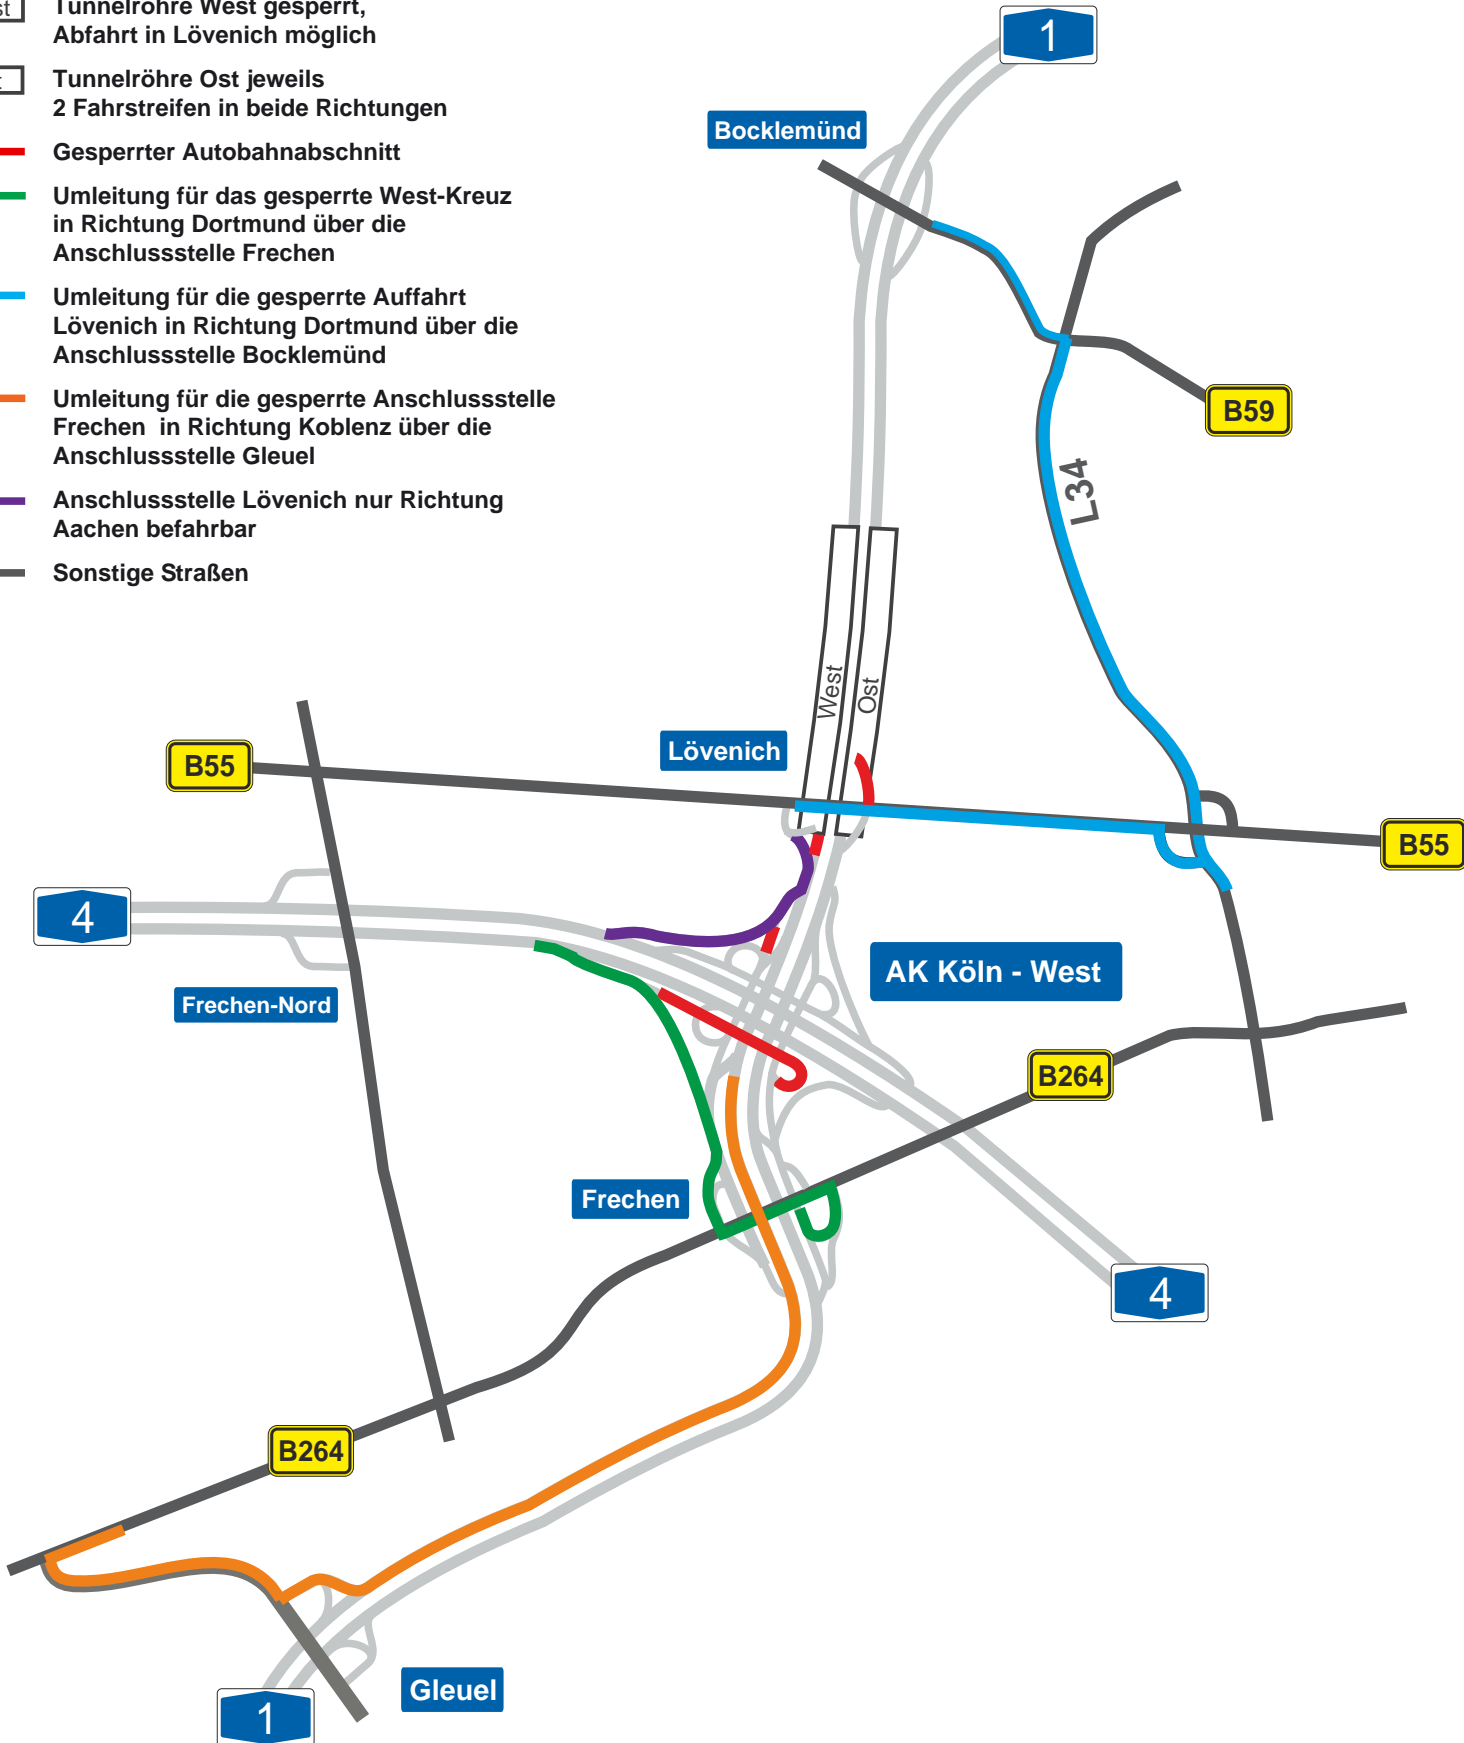 st
Tunnelröhre West gesperrt,
Abfahrt in Lövenich möglich
t
Tunnelröhre Ost jeweils
2 Fahrstreifen in beide Richtungen
Gesperrter Autobahnabschnitt
Umleitung für das gesperrte West-Kreuz
in Richtung Dortmund über die
Anschlussstelle Frechen
Umleitung für die gesperrte Auffahrt
Lövenich in Richtung Dortmund über die
Anschlussstelle Bocklemünd
Umleitung für die gesperrte Anschlussstelle
Frechen in Richtung Koblenz über die
Anschlussstelle Gleuel
Anschlussstelle Lövenich nur Richtung
Aachen befahrbar
Sonstige Straßen
1
Bocklemünd
B59
L34
West
Ost
Lövenich
B55
B55
4
AK Köln - West
Frechen-Nord
B264
Frechen
4
B264
Gleuel
1